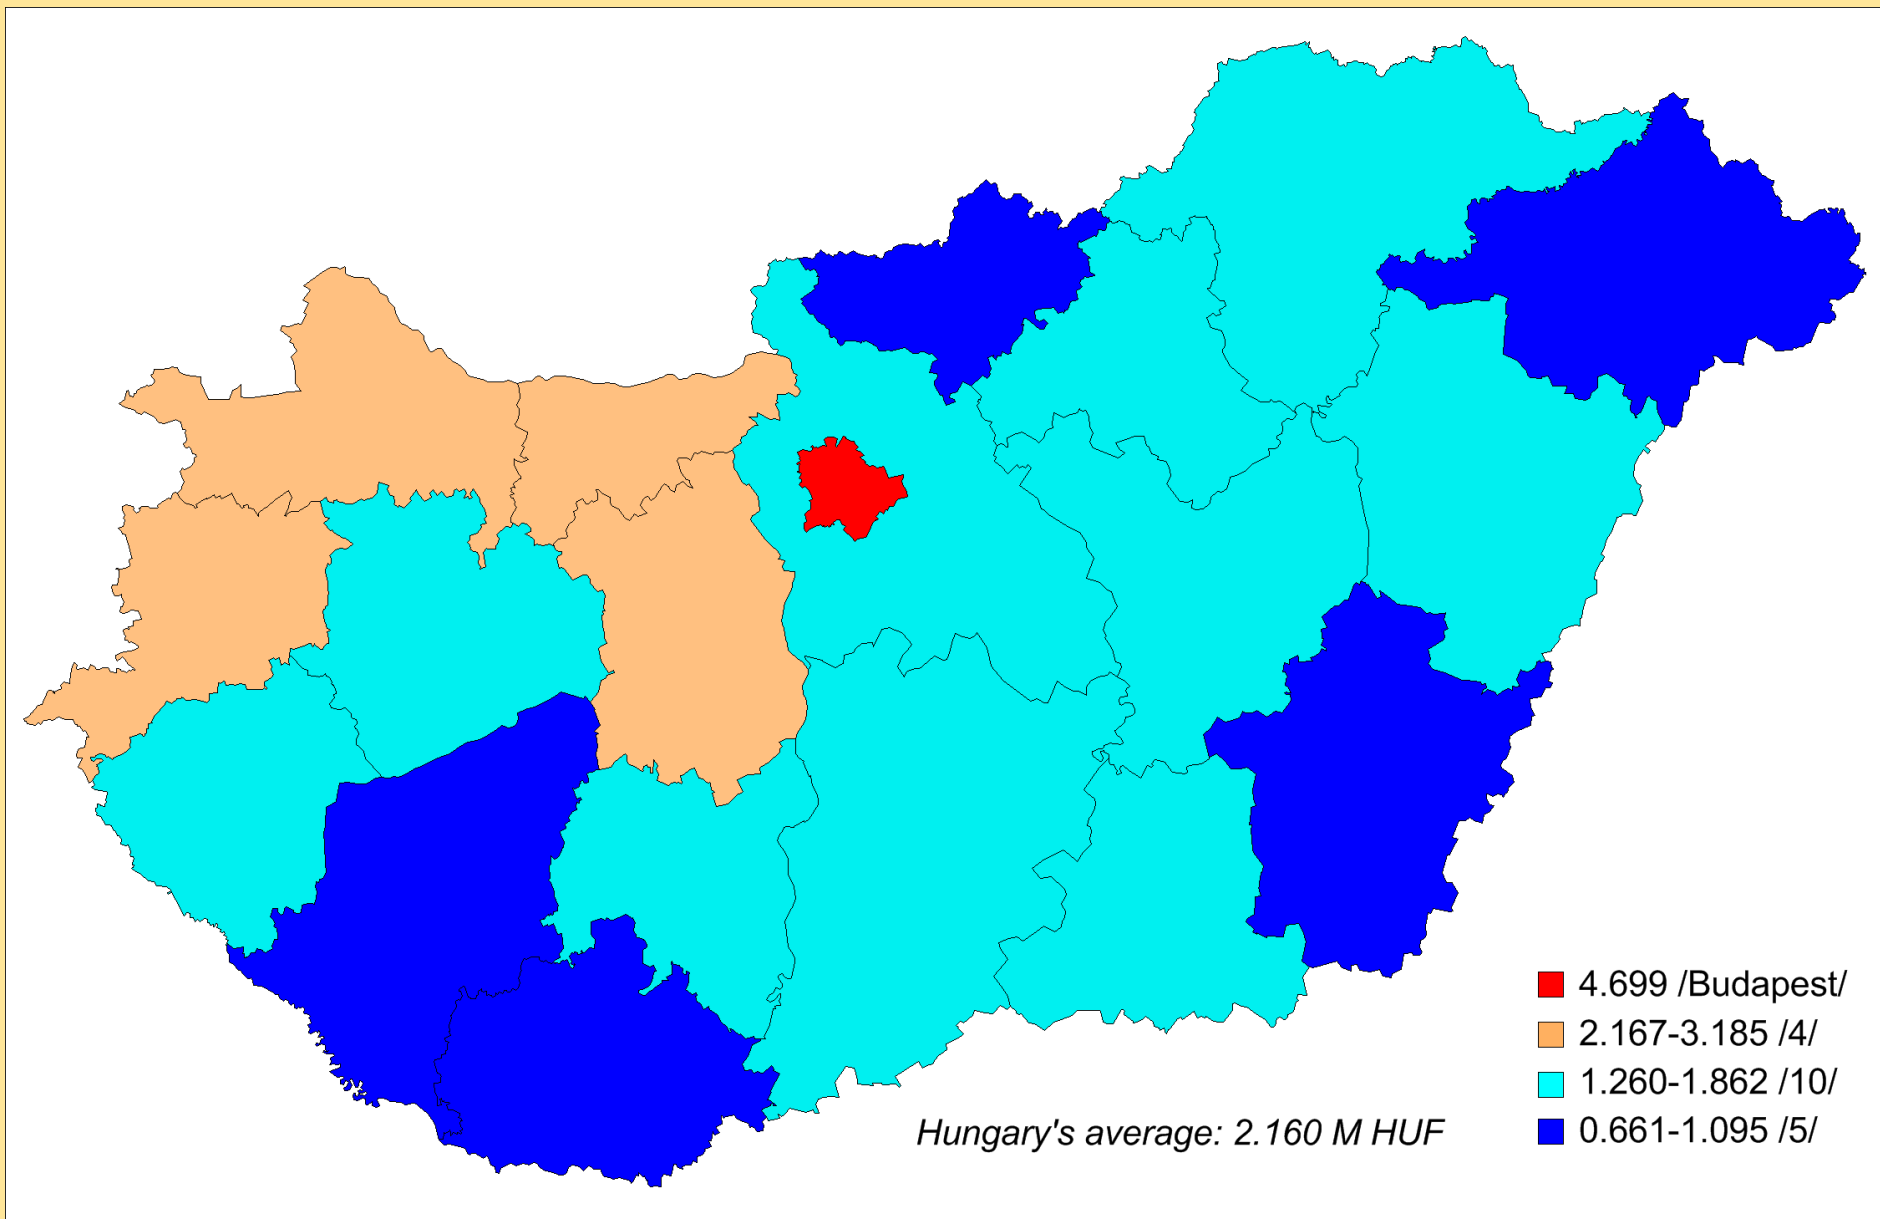 4.699 /Budapest/
2.167-3.185 /4/
1.260-1.862 /10/
0.661-1.095 /5/
Hungary's average: 2.160 M HUF